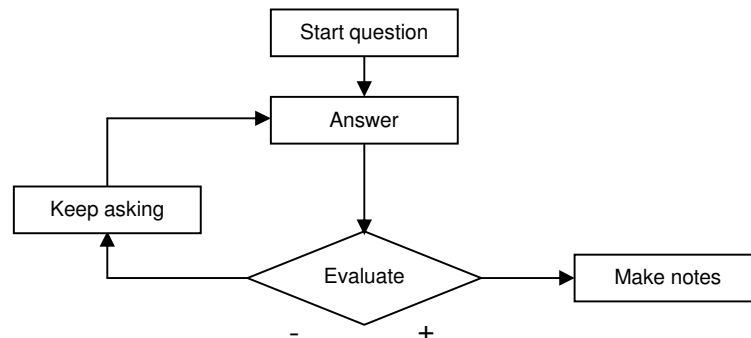 Start question
Answer
Keep asking
Evaluate
Make notes
- +